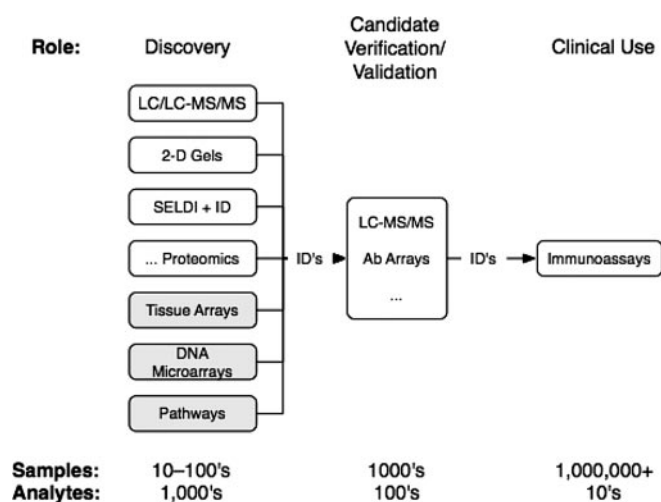 Role:
Discovery
Candidate
Verification/
Validation
Clinical Use
LC/LC-MS/MS
2-D Gels
SELDI + ID
... Proteomics
Tissue Arrays
DNA
Microarrays
Pathways
ID's
LC-MS/MS
Ab Arrays
...
ID's
Immunoassays
Samples: 10–100's 1000's 1,000,000+
Analytes: 1,000's 100's 10's